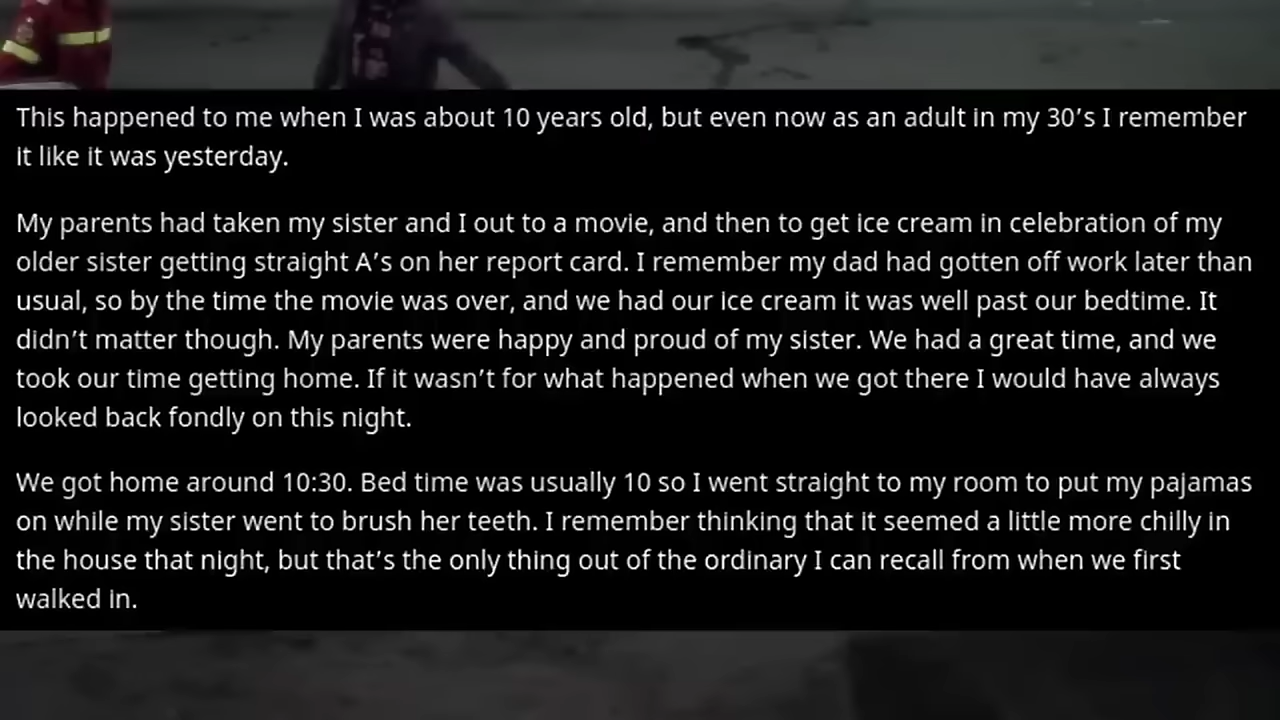 This happened to me when I was about 10 years old, but even now as an adult in my 30’s I remember
it like it was yesterday.
My parents had taken my sister and I out to a movie, and then to get ice cream in celebration of my
older sister getting straight A’s on her report card. I remember my dad had gotten off work later than
usual, so by the time the movie was over, and we had our ice cream it was well past our bedtime. It
didn’t matter though. My parents were happy and proud of my sister. We had a great time, and we
took our time getting home. If it wasn’t for what happened when we got there I would have always
looked back fondly on this night.
We got home around 10:30. Bed time was usually 10 so I went straight to my room to put my pajamas
on while my sister went to brush her teeth. I remember thinking that it seemed a little more chilly in
the house that night, but that’s the only thing out of the ordinary I can recall from when we first
walked in.